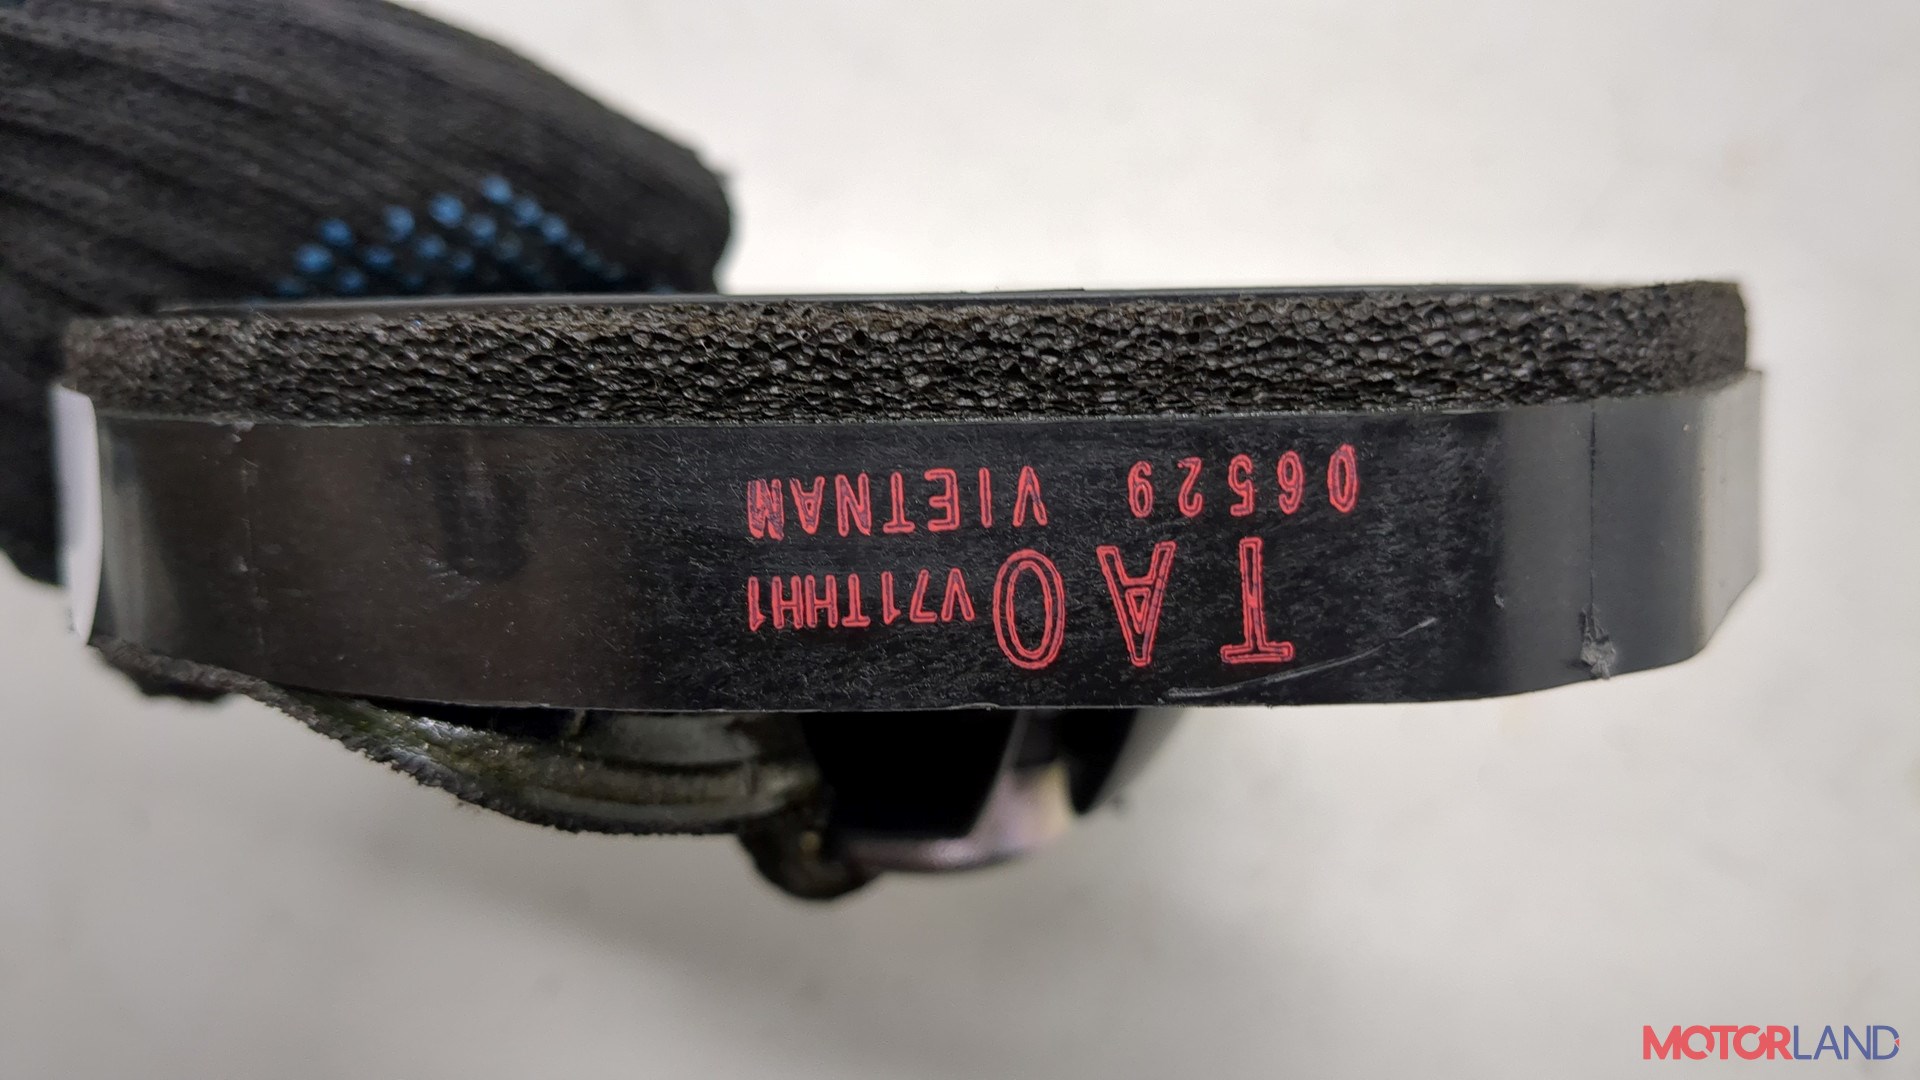 TAO V71THH1
06529 VIETNAM
MOTORLAND